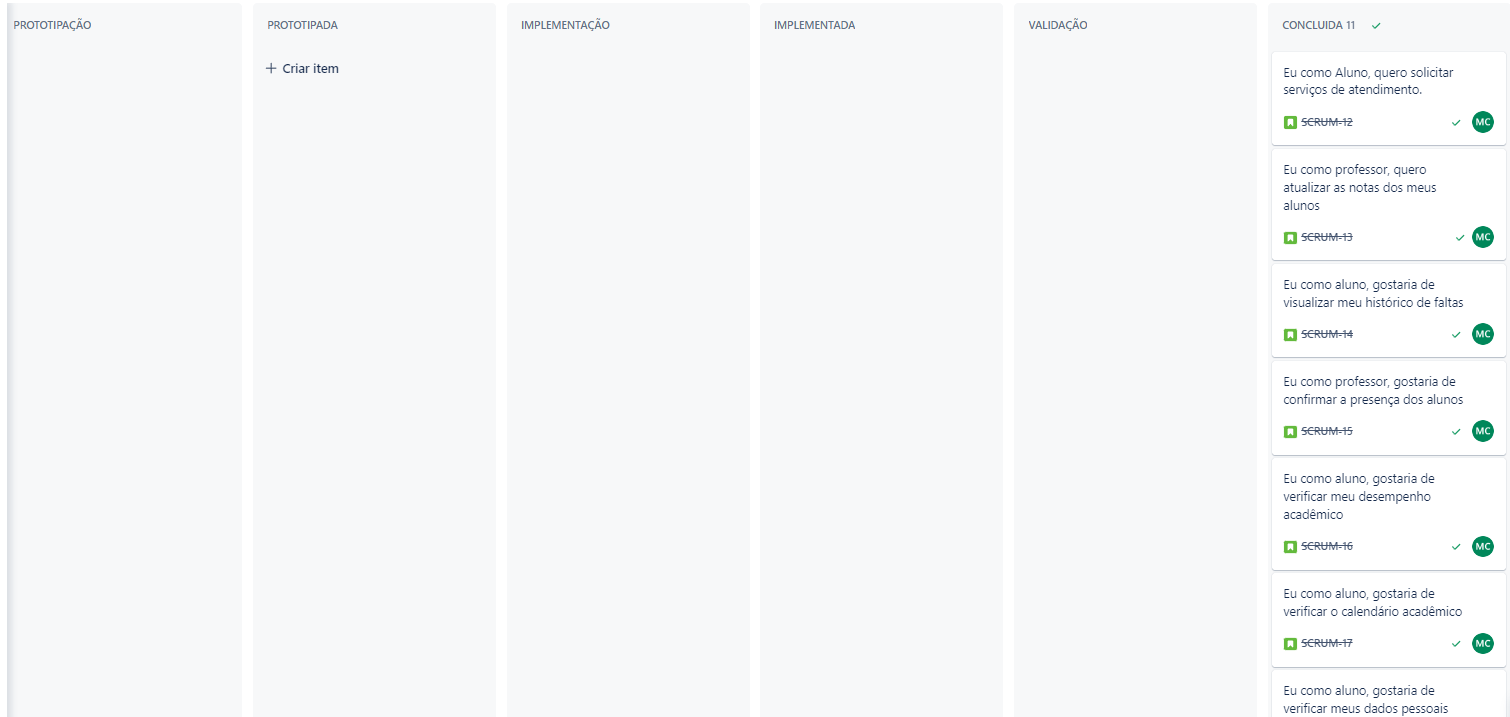 PROTOTIPAÇÃO
PROTOTIPADA
+ Criar item
IMPLEMENTAÇÃO
IMPLEMENTADA
VALIDAÇÃO
CONCLUIDA 11
Eu como Aluno, quero solicitar
serviços de atendimento.
SCRUM-12
MC
Eu como professor, quero
atualizar as notas dos meus
alunos
SCRUM-13
MC
Eu como aluno, gostaria de
visualizar meu histórico de faltas
SCRUM-14
MC
Eu como professor, gostaria de
confirmar a presença dos alunos
SCRUM-15
MC
Eu como aluno, gostaria de
verificar meu desempenho
acadêmico
SCRUM-16
MC
Eu como aluno, gostaria de
verificar o calendário acadêmico
SCRUM-17
MC
Eu como aluno, gostaria de
verificar meus dados pessoais